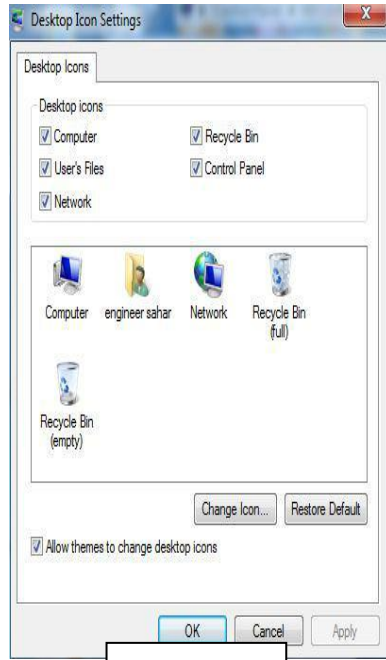 Desktop Icon Settings
Desktop Icons
Desktop icons
Computer
Recycle Bin
User's Files
Control Panel
Network
Computer
engineer sahar
Network
Recycle Bin
(full)
Recycle Bin
(empty)
Change Icon...
Restore Default
Allow themes to change desktop icons
OK
Cancel
Apply